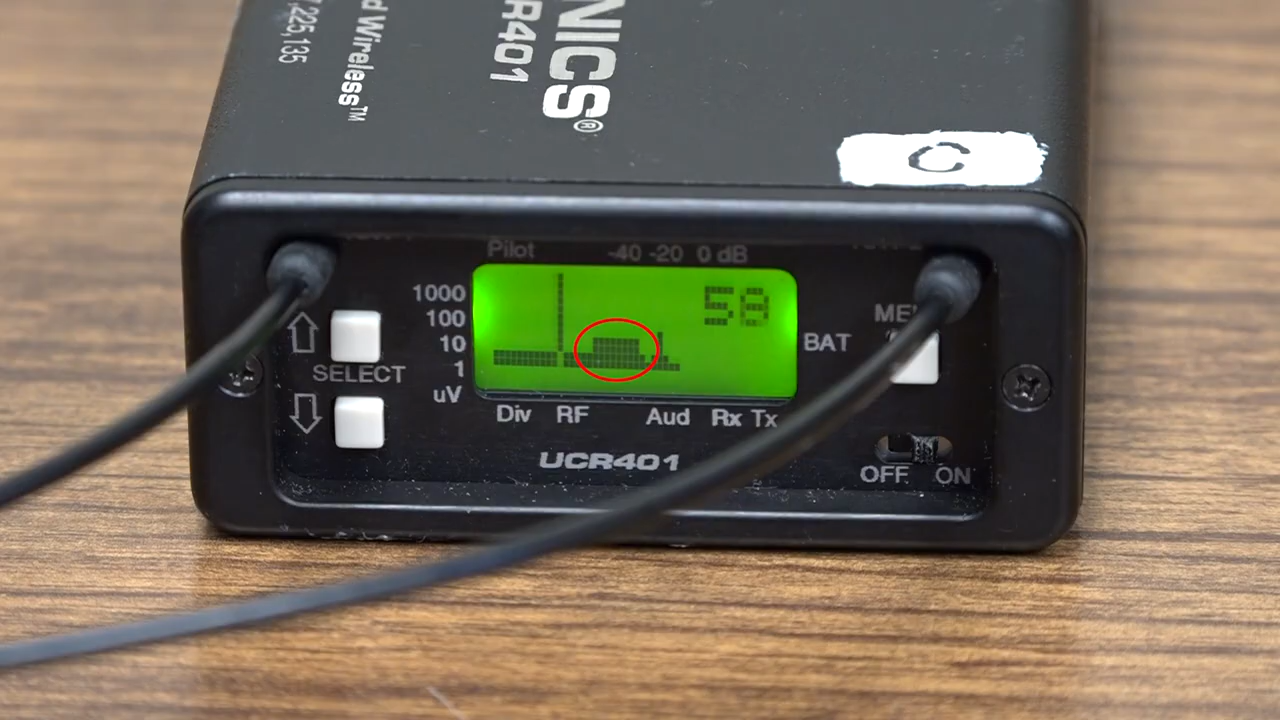 d Wireless™
,225,135
NICS®
R401
C
Pilot -40 -20 0 dB
1000
100
10
1
uV
58
SELECT
BAT
Div RF Aud Rx Tx
UCR401
OFF ON